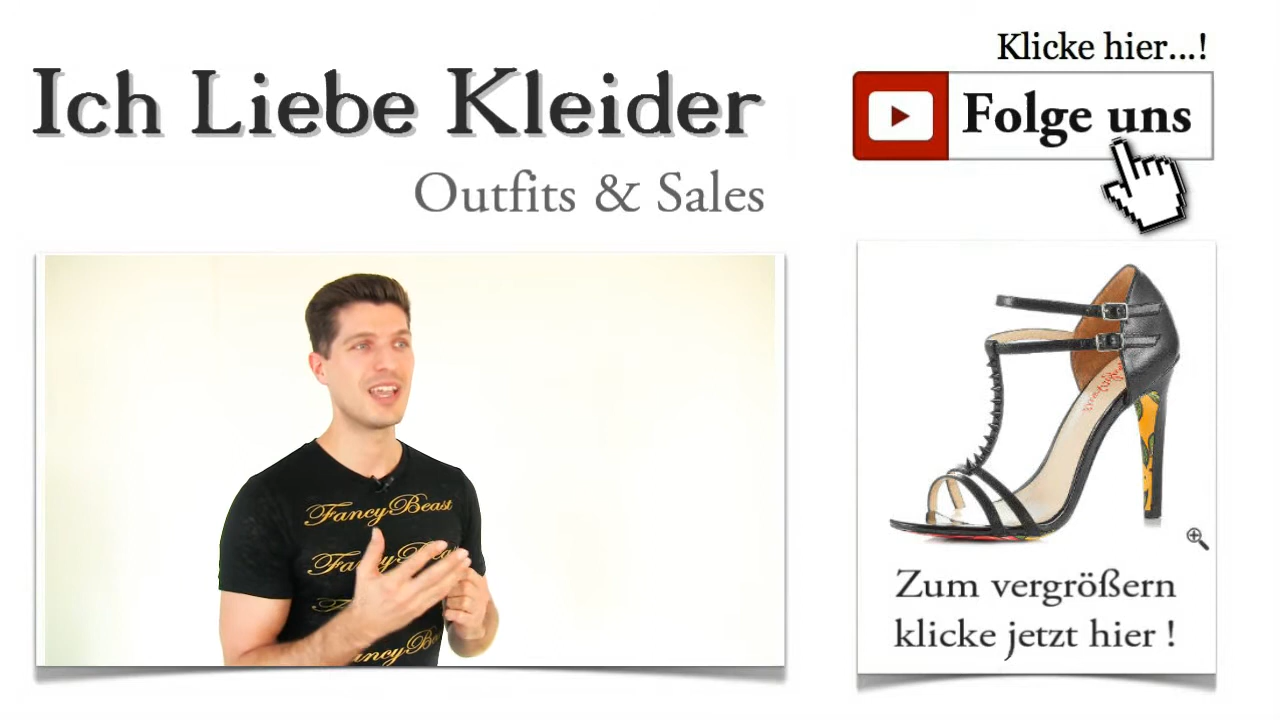 Ich Liebe Kleider
Outfits & Sales
Klicke hier...!
Folge uns
FancyBeast
FancyBeast
Zum vergrößern
klicke jetzt hier !